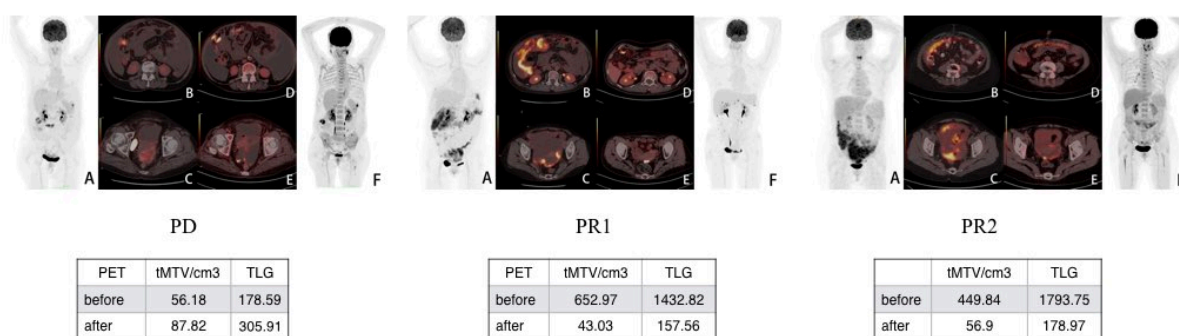 A B D C E F
A B D C E F
A B D C E
PD
PR1
PR2
PET tMTV/cm3 TLG
before 56.18 178.59
after 87.82 305.91
PET tMTV/cm3 TLG
before 652.97 1432.82
after 43.03 157.56
tMTV/cm3 TLG
before 449.84 1793.75
after 56.9 178.97